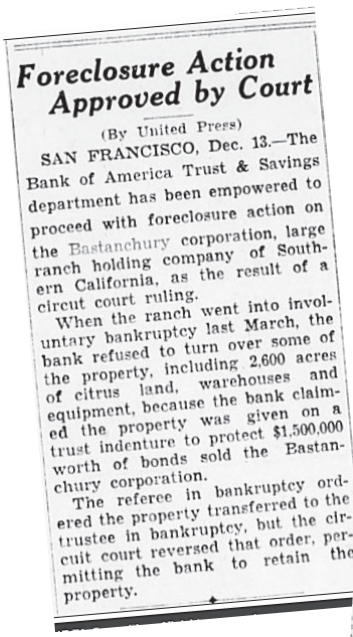 Foreclosure Action
Approved by Court
(By United Press)
SAN FRANCISCO, Dec. 13.—The
Bank of America Trust & Savings
department has been empowered to
proceed with foreclosure action on
the Bastanchury corporation, large
ranch holding company of South-
ern California, as the result of a
circut court ruling.
When the ranch went into invol-
untary bankruptcy last March, the
bank refused to turn over some of
the property, including 2,600 acres
of citrus land, warehouses and
equipment, because the bank claim-
ed the property was given on a
trust indenture to protect $1,500,000
worth of bonds sold the Bastan-
chury corporation.
The referee in bankruptcy ord-
ered the property transferred to the
trustee in bankruptcy, but the cir-
cuit court reversed that order, per-
mitting the bank to retain the
property.